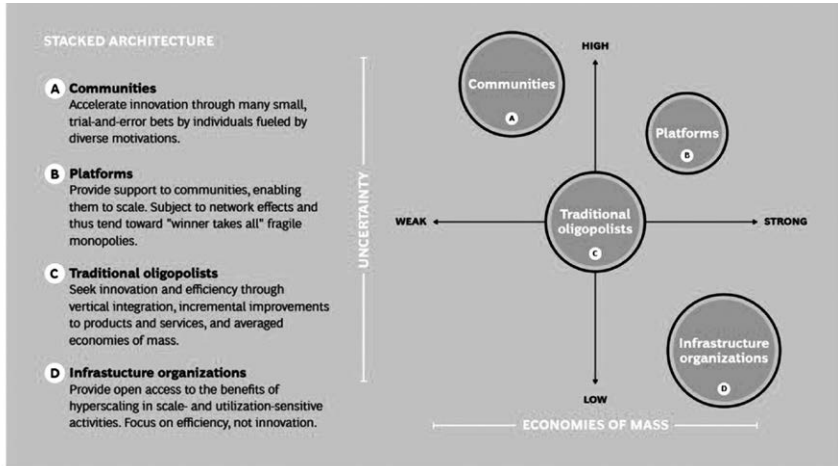 STACKED ARCHITECTURE
A Communities
Accelerate innovation through many small,
trial-and-error bets by individuals fueled by
diverse motivations.
B Platforms
Provide support to communities, enabling
them to scale. Subject to network effects and
thus tend toward "winner takes all" fragile
monopolies.
C Traditional oligopolists
Seek innovation and efficiency through
vertical integration, incremental improvements
to products and services, and averaged
economies of mass.
D Infrastucture organizations
Provide open access to the benefits of
hyperscaling in scale- and utilization-sensitive
activities. Focus on efficiency, not innovation.
UNCERTAINTY
HIGH
Communities
A
Platforms
B
WEAK
Traditional
oligopolists
C
STRONG
Infrastructure
organizations
D
LOW
ECONOMIES OF MASS